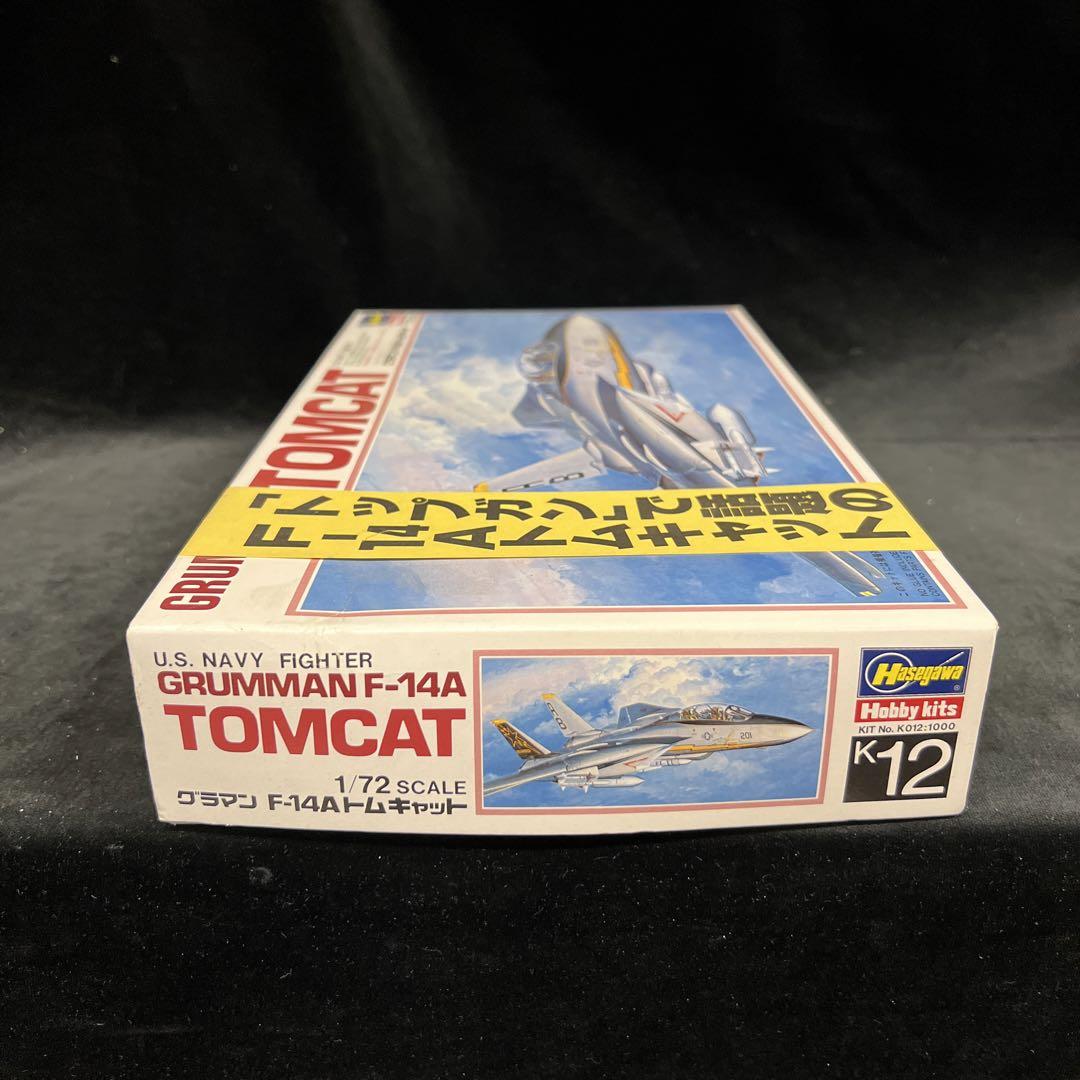 TOMCAT
GRUM
「トップガン」で話題の
F-14Aトムキャット
U.S. NAVY FIGHTER
GRUMMAN F-14A
TOMCAT
1/72 SCALE
グラマン F-14Aトムキャット
201
Hasegawa
Hobby kits
KIT No. K012:1000
K12